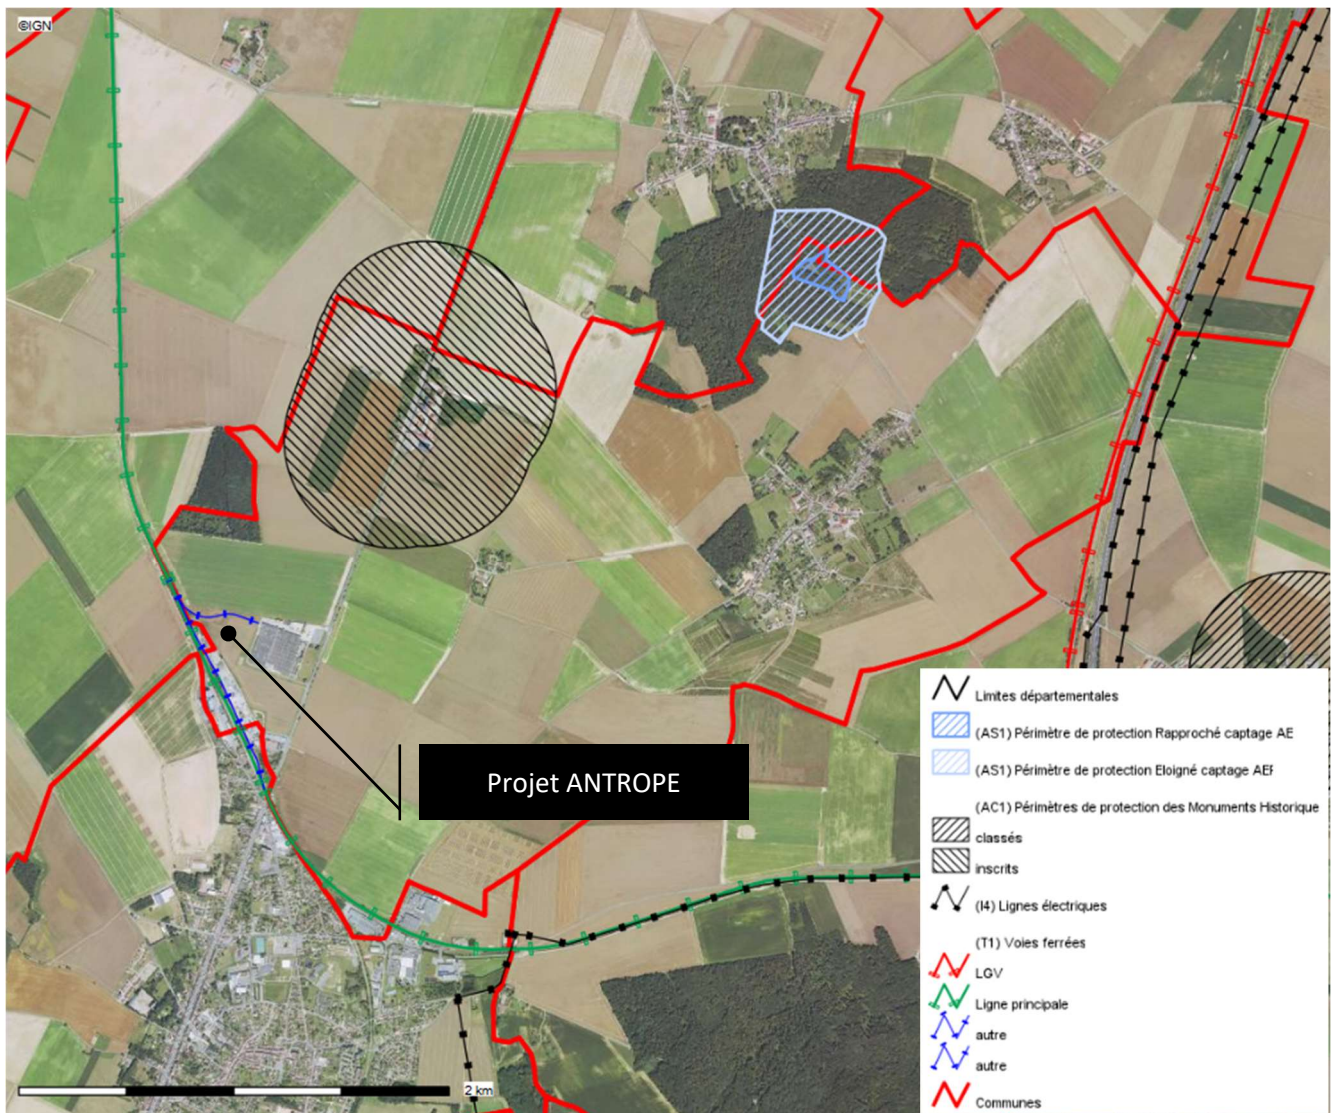 ©IGN
Limites départementales
(AS1) Périmètre de protection Rapproché captage AE
(AS1) Périmètre de protection Eloigné captage AEF
(AC1) Périmètres de protection des Monuments Historique
classés
inscrits
(I4) Lignes électriques
(T1) Voies ferrées
LGV
Ligne principale
autre
autre
Communes
Projet ANTROPE
2 km